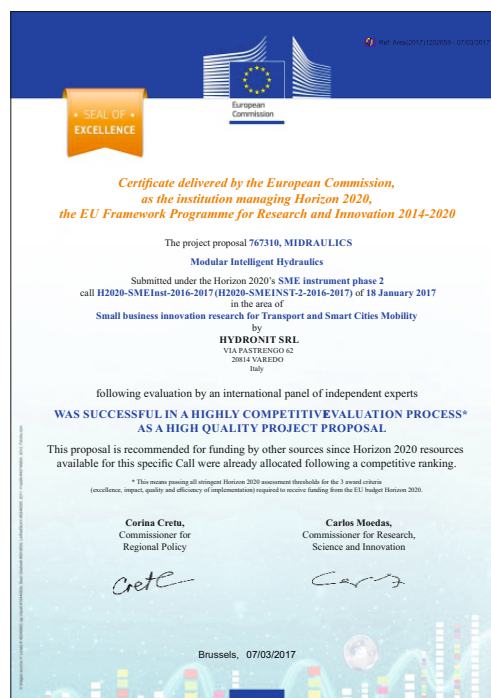 Ref. Ares(2017)1202659 - 07/03/2017
European
Commission
SEAL OF
EXCELLENCE
Certificate delivered by the European Commission,
as the institution managing Horizon 2020,
the EU Framework Programme for Research and Innovation 2014-2020
The project proposal 767310, MIDRAULICS
Modular Intelligent Hydraulics
Submitted under the Horizon 2020's SME instrument phase 2
call H2020-SMEInst-2016-2017 (H2020-SMEINST-2-2016-2017) of 18 January 2017
in the area of
Small business innovation research for Transport and Smart Cities Mobility
by
HYDRONIT SRL
VIA PASTRENGO 62
20814 VAREDO
Italy
following evaluation by an international panel of independent experts
WAS SUCCESSFUL IN A HIGHLY COMPETITIVE EVALUATION PROCESS*
AS A HIGH QUALITY PROJECT PROPOSAL
This proposal is recommended for funding by other sources since Horizon 2020 resources
available for this specific Call were already allocated following a competitive ranking.
* This means passing all stringent Horizon 2020 assessment thresholds for the 3 award criteria
(excellence, impact, quality and efficiency of implementation) required to receive funding from the EU budget Horizon 2020.
Corina Cretu,
Commissioner for
Regional Policy
Carlos Moedas,
Commissioner for Research,
Science and Innovation
Brussels, 07/03/2017